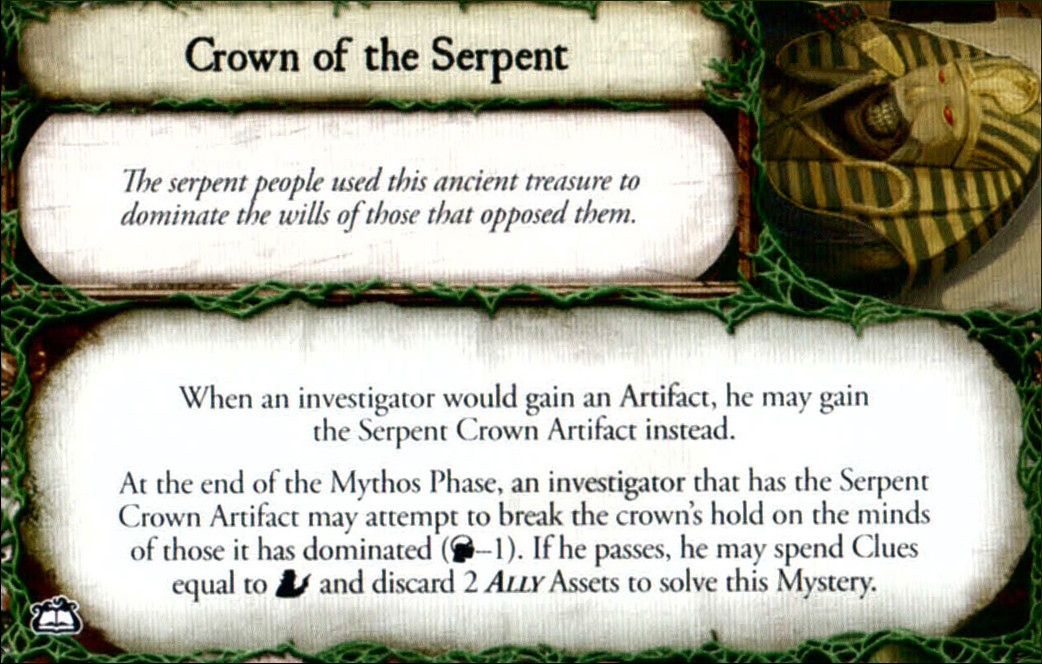 Crown of the Serpent
The serpent people used this ancient treasure to
dominate the wills of those that opposed them.
When an investigator would gain an Artifact, he may gain
the Serpent Crown Artifact instead.
At the end of the Mythos Phase, an investigator that has the Serpent
Crown Artifact may attempt to break the crown's hold on the minds
of those it has dominated (–1). If he passes, he may spend Clues
equal to and discard 2 ALLY Assets to solve this Mystery.